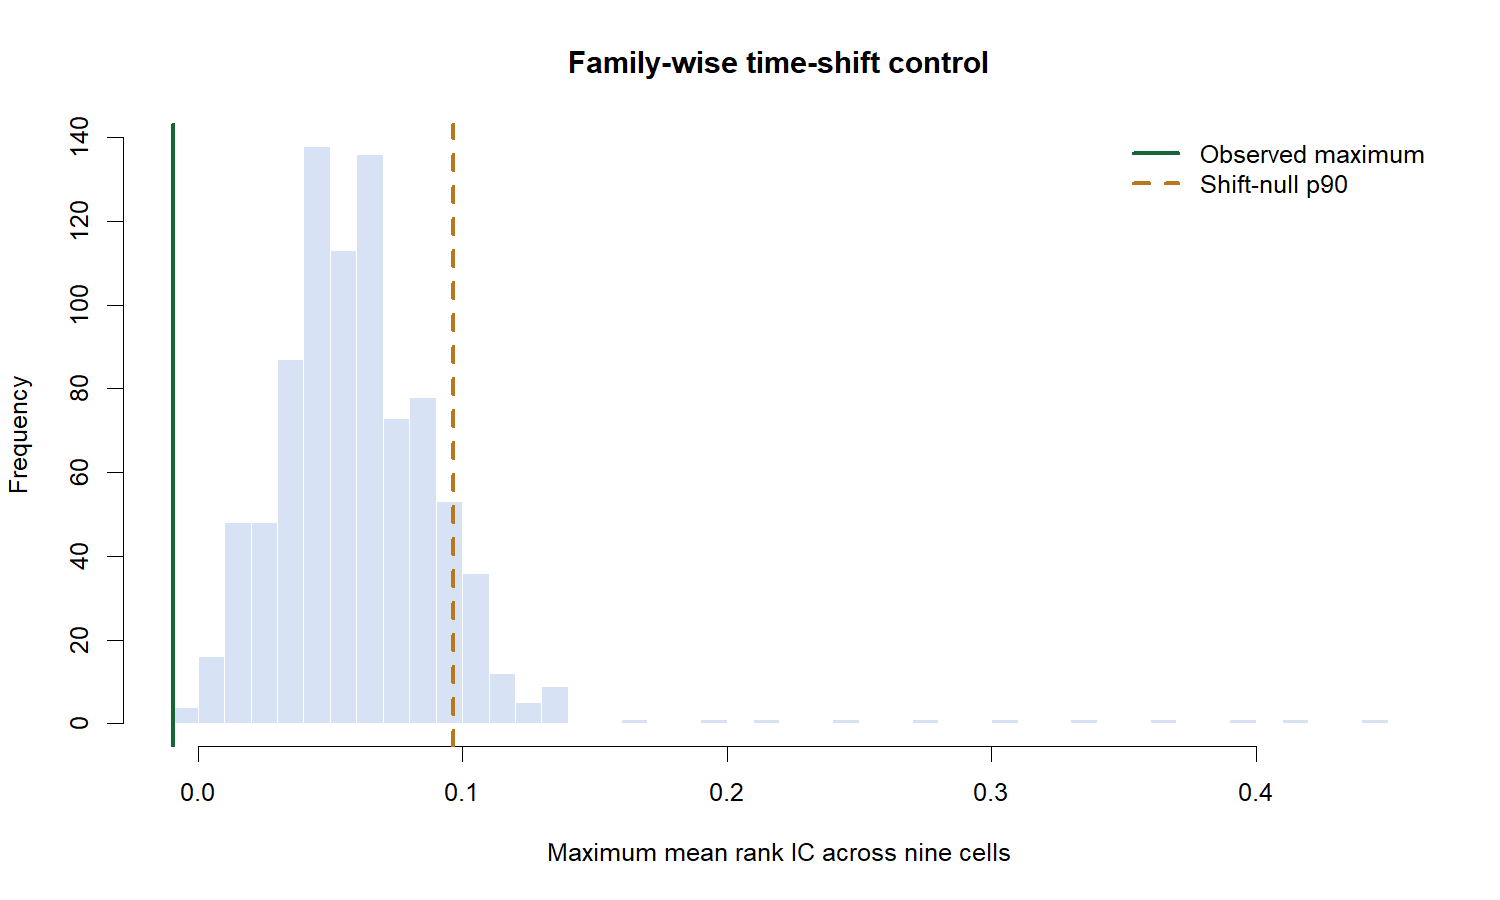 Family-wise time-shift control
Observed maximum
Shift-null p90
Frequency
140
120
100
80
60
40
20
0
0.0 0.1 0.2 0.3 0.4
Maximum mean rank IC across nine cells